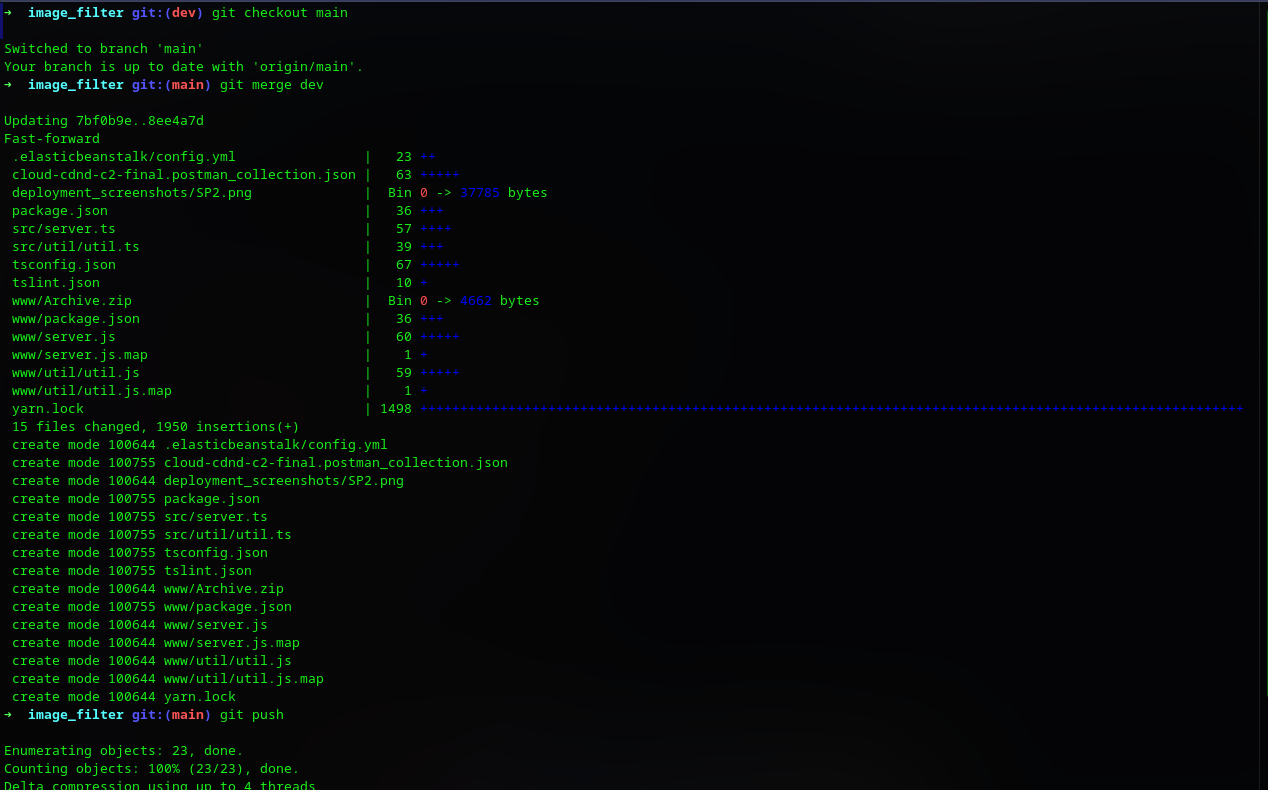 ➜  image_filter git:(dev) git checkout main
Switched to branch 'main'
Your branch is up to date with 'origin/main'.
➜  image_filter git:(main) git merge dev
Updating 7bf0b9e..8ee4a7d
Fast-forward
 .elasticbeanstalk/config.yml                |   23 ++
 cloud-cdnd-c2-final.postman_collection.json |   63 +++++
 deployment_screenshots/SP2.png              |  Bin 0 -> 37785 bytes
 package.json                                |   36 +++
 src/server.ts                               |   57 ++++
 src/util/util.ts                            |   39 +++
 tsconfig.json                               |   67 +++++
 tslint.json                                 |   10 +
 www/Archive.zip                             |  Bin 0 -> 4662 bytes
 www/package.json                            |   36 +++
 www/server.js                               |   60 +++++
 www/server.js.map                           |    1 +
 www/util/util.js                            |   59 +++++
 www/util/util.js.map                        |    1 +
 yarn.lock                                   | 1498 +++++++++++++++++++++++++++++++++++++++++++++++++++++++++++++++++++++++++++++++++++++++++++++++++++++++
 15 files changed, 1950 insertions(+)
 create mode 100644 .elasticbeanstalk/config.yml
 create mode 100755 cloud-cdnd-c2-final.postman_collection.json
 create mode 100644 deployment_screenshots/SP2.png
 create mode 100755 package.json
 create mode 100755 src/server.ts
 create mode 100755 src/util/util.ts
 create mode 100755 tsconfig.json
 create mode 100755 tslint.json
 create mode 100644 www/Archive.zip
 create mode 100755 www/package.json
 create mode 100644 www/server.js
 create mode 100644 www/server.js.map
 create mode 100644 www/util/util.js
 create mode 100644 www/util/util.js.map
 create mode 100644 yarn.lock
➜  image_filter git:(main) git push
Enumerating objects: 23, done.
Counting objects: 100% (23/23), done.
Delta compression using up to 4 threads